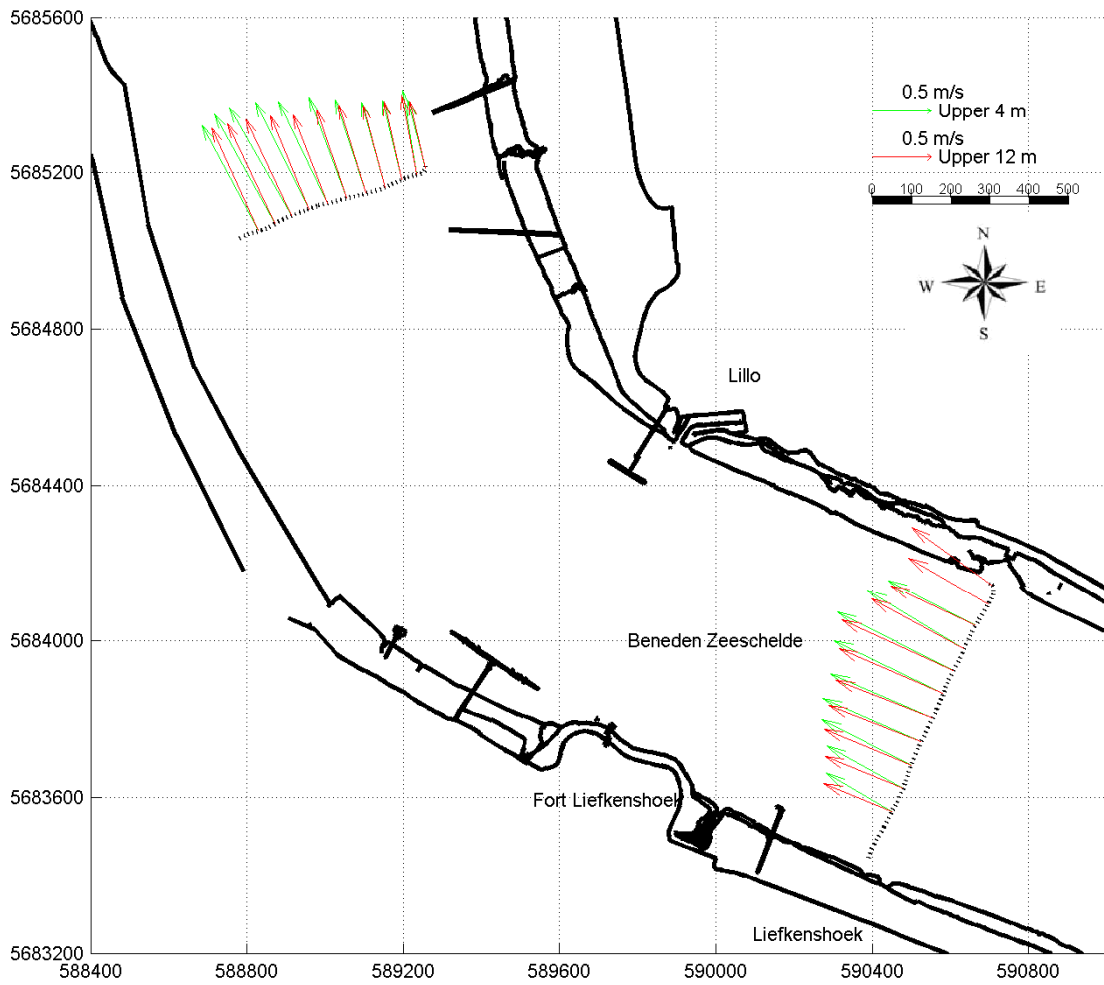 5685600
0.5 m/s
Upper 4 m
0.5 m/s
Upper 12 m
0 100 200 300 400 500
5685200
N
W E
S
5684800
Lillo
5684400
5684000
Beneden Zeeschelde
5683600
Fort Liefkenshoek
Liefkenshoek
5683200
588400 588800 589200 589600 590000 590400 590800